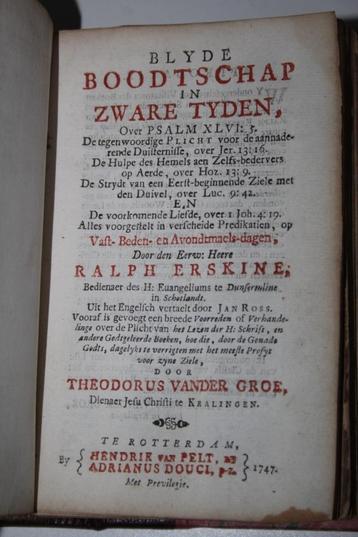 BLYDE
BOODTSCHAP
IN
ZWARE TYDEN,
Over PSALM XLVI: 5.
De tegenwoordige PLICHT voor de aannade-
rende Duisternisse, over Jer. 13: 16.
De Hulpe des Hemels aen Zelfs-bedervers
op Aerde, over Hoz. 13: 9.
De Strydt van een Eerst-beginnende Ziele met
den Duivel, over Luc. 9: 42.
EN
De voorkomende Liefde, over 1 Joh: 4: 19.
Alles voorgestelt in verscheide Predikatien, op
Vast- Beden- en Avondtmaels-dagen,
Door den Eerw: Heere
RALPH ERSKINE,
Bedienaer des H: Euangeliums te Dunfermline
in Schotlandt.
Uit het Engelsch vertaelt door JAN ROSS.
Vooraf is gevoegt een breede Voorreden of Verhande-
linge over de Plicht van het Lezen der H: Schrift, en
andere Godtgeleerde Boeken, hoe die, door de Genade
Godts, dagelyks te verrigten met het meeste Profyt
voor zyne Ziele,
DOOR
THEODORUS VANDER GROE,
Dienaer Jesu Christi te KRALINGEN.
TE ROTTERDAM,
By { HENDRIK VAN PELT, en
ADRIANUS DOUCI, p.z. } 1747.
Met Previlegie.